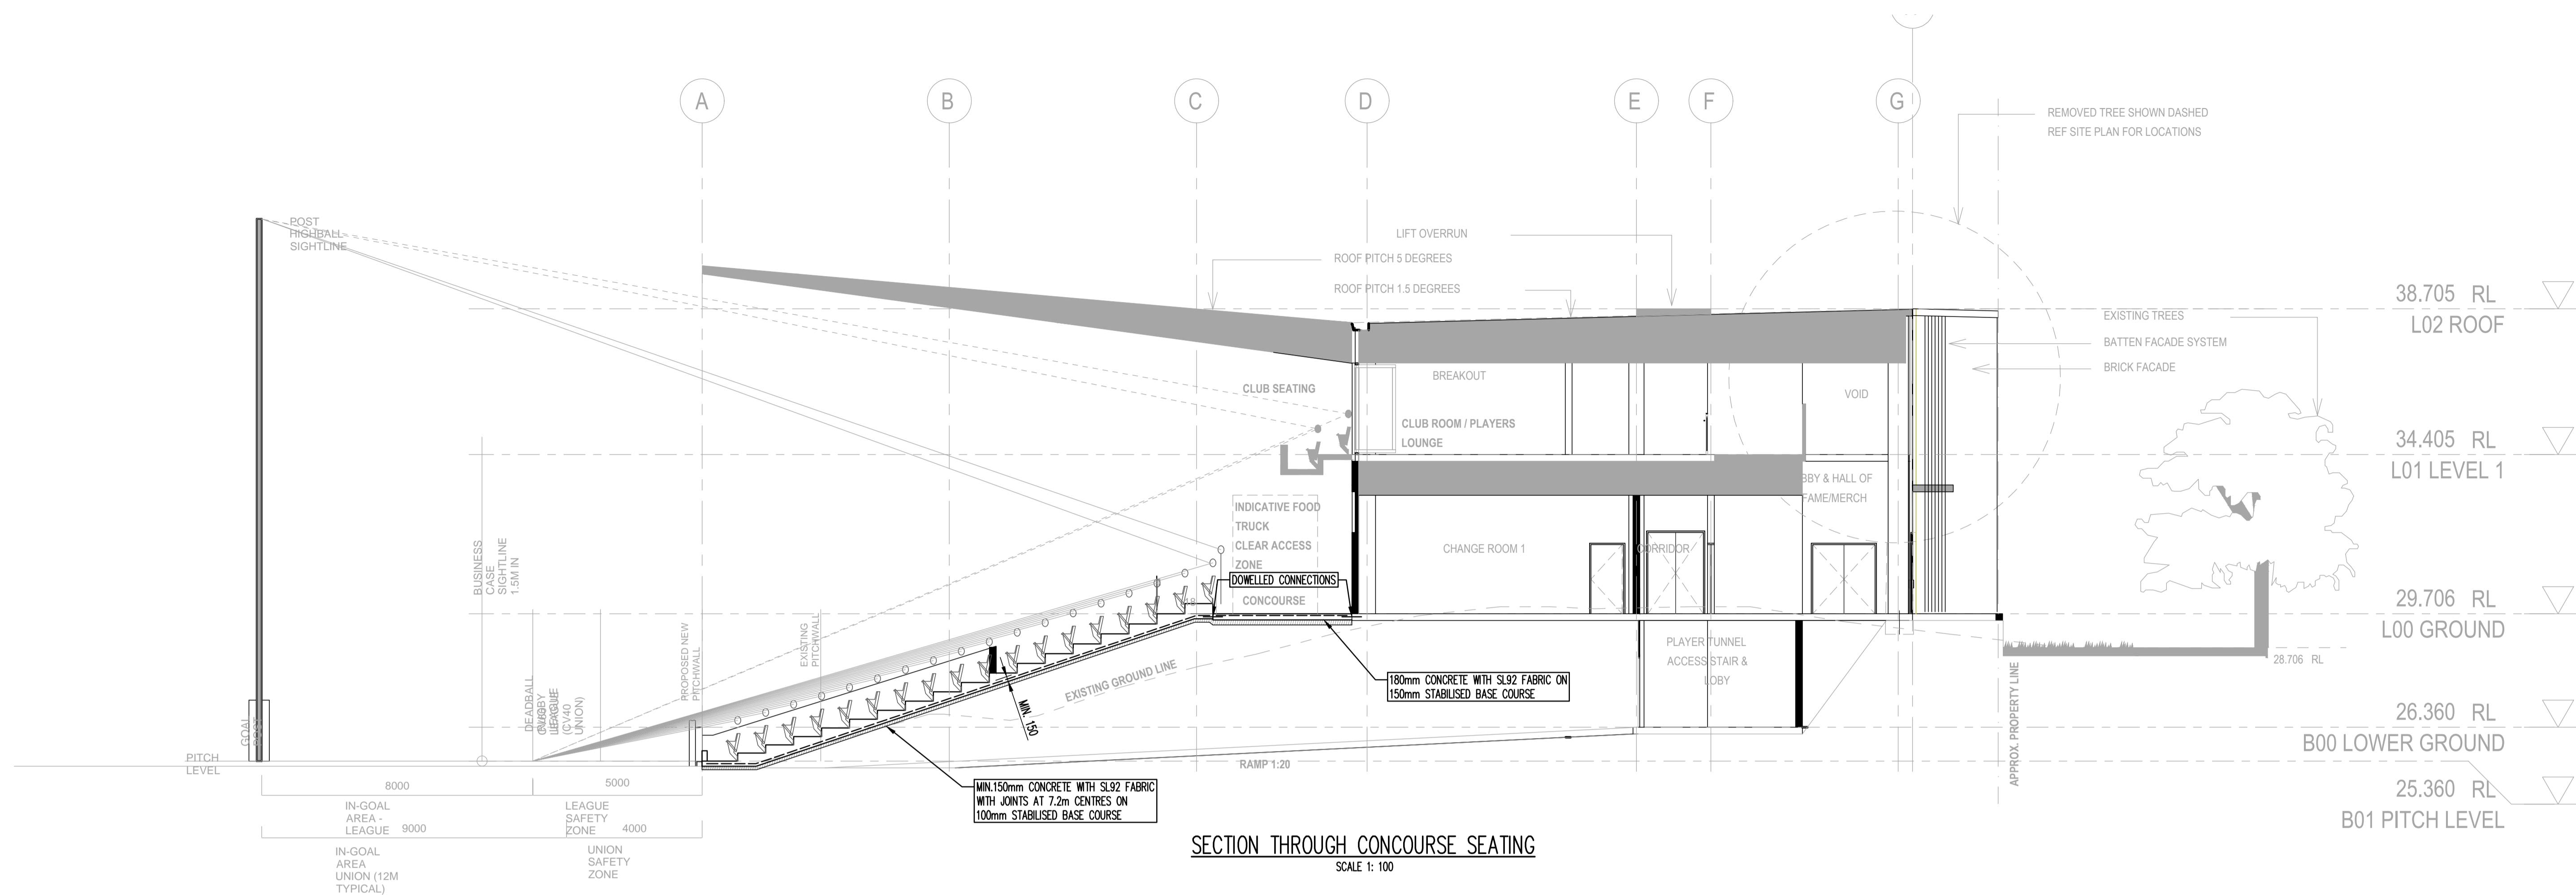 A
B
C
D
E
F
G
REMOVED TREE SHOWN DASHED
REF SITE PLAN FOR LOCATIONS
POST
HIGHBALL
SIGHTLINE
LIFT OVERRUN
ROOF PITCH 5 DEGREES
ROOF PITCH 1.5 DEGREES
38.705 RL
L02 ROOF
EXISTING TREES
BATTEN FACADE SYSTEM
BRICK FACADE
CLUB SEATING
BREAKOUT
VOID
CLUB ROOM / PLAYERS
LOUNGE
34.405 RL
L01 LEVEL 1
BBY & HALL OF
FAME/MERCH
INDICATIVE FOOD
TRUCK
CLEAR ACCESS
ZONE
DOWELLED CONNECTIONS
CONCOURSE
18
CHANGE ROOM 1
CORRIDOR
BUSINESS
CASE
SIGHTLINE
1.5M IN
29.706 RL
L00 GROUND
28.706 RL
PLAYER TUNNEL
ACCESS STAIR &
LOBY
PROPOSED NEW
PITCHWALL
EXISTING
PITCHWALL
EXISTING GROUND LINE
MIN. 150
180mm CONCRETE WITH SL92 FABRIC ON
150mm STABILISED BASE COURSE
DEADBALL
LEAGUE
(CV40
UNION)
GOAL
POST
PITCH
LEVEL
RAMP 1:20
APPROX. PROPERTY LINE
26.360 RL
B00 LOWER GROUND
25.360 RL
B01 PITCH LEVEL
8000
5000
IN-GOAL
AREA -
LEAGUE
LEAGUE
SAFETY
ZONE
9000
4000
IN-GOAL
AREA
UNION (12M
TYPICAL)
UNION
SAFETY
ZONE
MIN.150mm CONCRETE WITH SL92 FABRIC
WITH JOINTS AT 7.2m CENTRES ON
100mm STABILISED BASE COURSE
SECTION THROUGH CONCOURSE SEATING
SCALE 1: 100